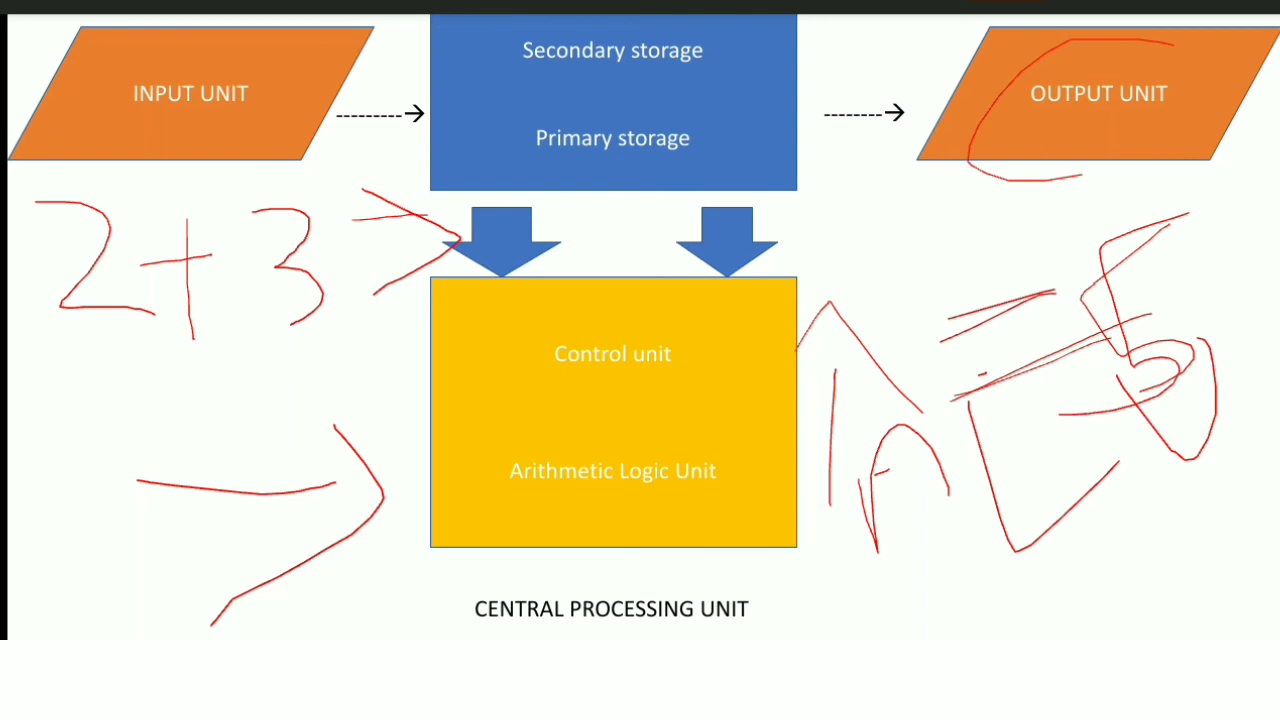 INPUT UNIT
Secondary storage
Primary storage
OUTPUT UNIT
2+3
Control unit
Arithmetic Logic Unit
CENTRAL PROCESSING UNIT